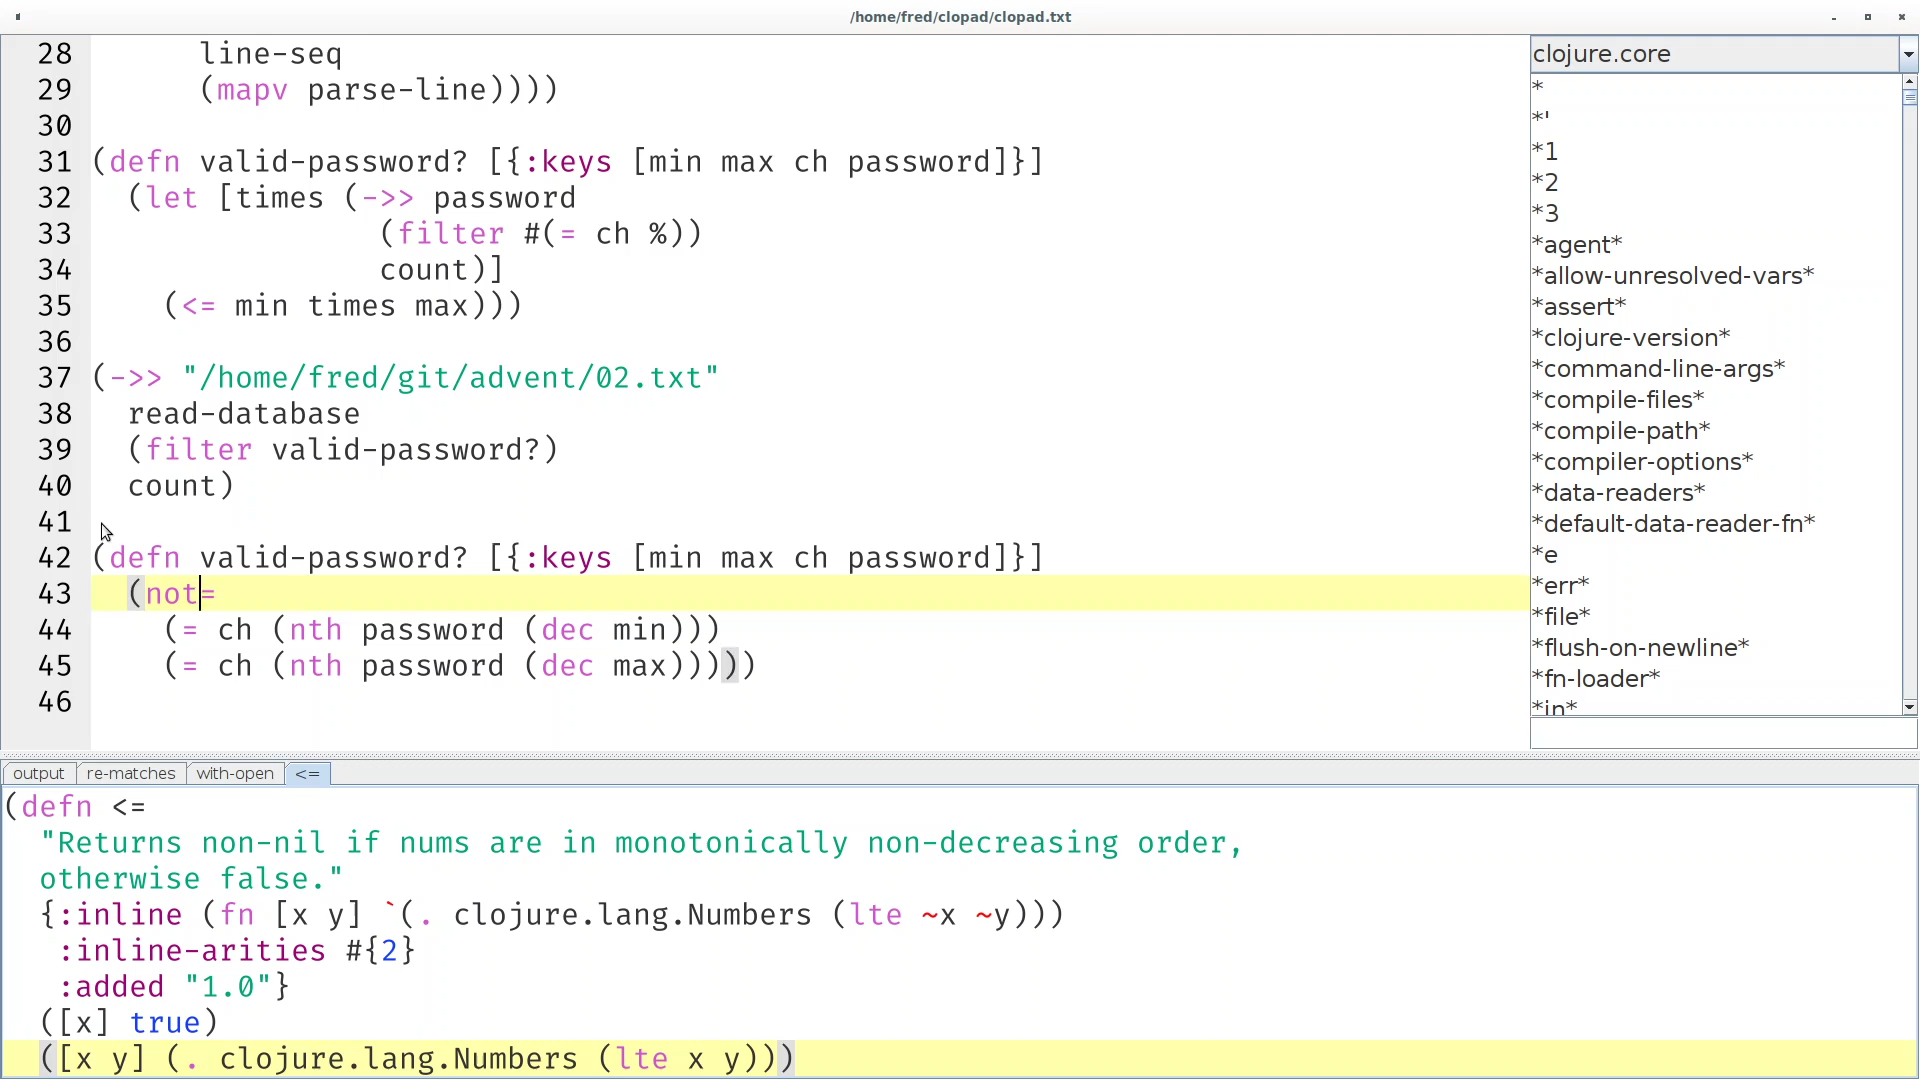 /home/fred/clopad/clopad.txt
28 line-seq
29 (mapv parse-line))))
30
31 (defn valid-password? [{:keys [min max ch password]}]
32 (let [times (->> password
33 (filter #(= ch %))
34 count)]
35 (<= min times max)))
36
37 (->> "/home/fred/git/advent/02.txt"
38 read-database
39 (filter valid-password?)
40 count)
41
42 (defn valid-password? [{:keys [min max ch password]}]
43 (not=
44 (= ch (nth password (dec min)))
45 (= ch (nth password (dec max)))))
46
clojure.core
*
*'
*1
*2
*3
*agent*
*allow-unresolved-vars*
*assert*
*clojure-version*
*command-line-args*
*compile-files*
*compile-path*
*compiler-options*
*data-readers*
*default-data-reader-fn*
*e
*err*
*file*
*flush-on-newline*
*fn-loader*
*in*
output re-matches with-open <=
(defn <=
"Returns non-nil if nums are in monotonically non-decreasing order,
otherwise false."
{:inline (fn [x y] `(. clojure.lang.Numbers (lte ~x ~y)))
:inline-arities #{2}
:added "1.0"}
([x] true)
([x y] (. clojure.lang.Numbers (lte x y)))